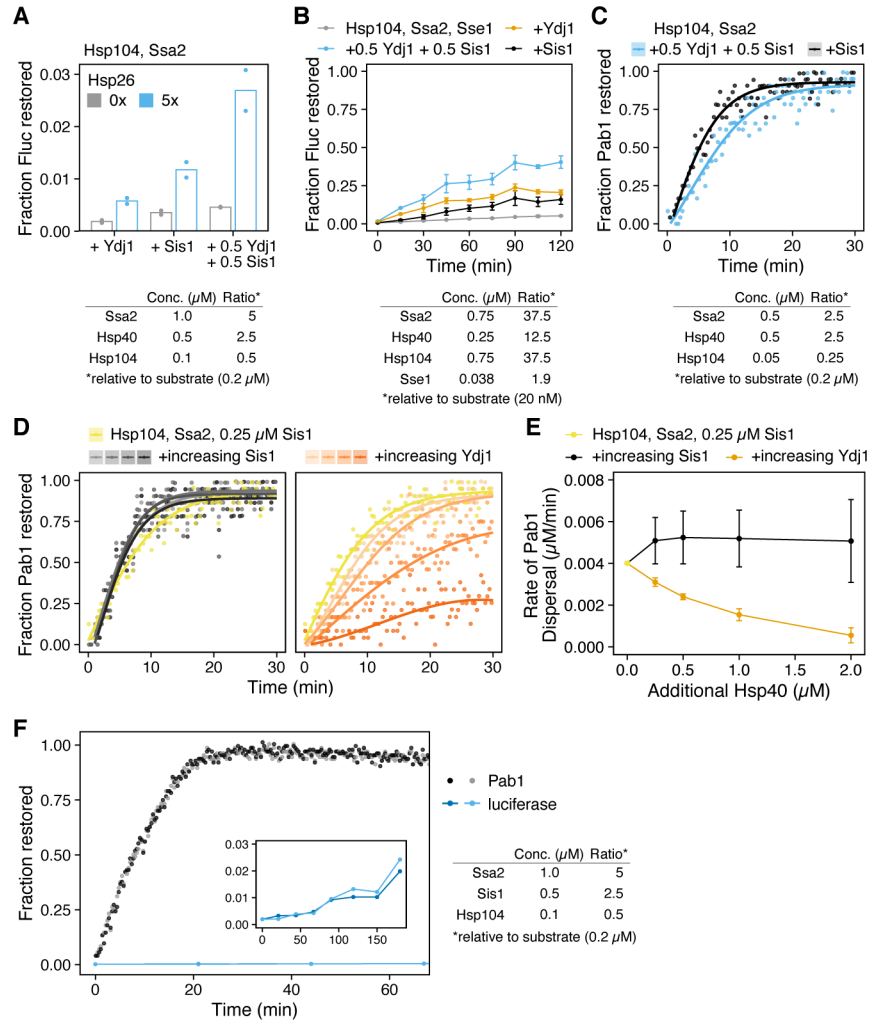 A
Hsp104, Ssa2
Hsp26
0x 5x
Fraction Fluc restored
0.03
0.02
0.01
0.00
+ Ydj1 + Sis1 + 0.5 Ydj1
+ 0.5 Sis1
Conc. (µM) Ratio*
Ssa2 1.0 5
Hsp40 0.5 2.5
Hsp104 0.1 0.5
*relative to substrate (0.2 µM)
B
Hsp104, Ssa2, Sse1 +Ydj1
+0.5 Ydj1 + 0.5 Sis1 +Sis1
Fraction Fluc restored
1.00
0.75
0.50
0.25
0.00
0 30 60 90 120
Time (min)
Conc. (µM) Ratio*
Ssa2 0.75 37.5
Hsp40 0.25 12.5
Hsp104 0.75 37.5
Sse1 0.038 1.9
*relative to substrate (20 nM)
C
Hsp104, Ssa2
+0.5 Ydj1 + 0.5 Sis1 +Sis1
Fraction Pab1 restored
1.00
0.75
0.50
0.25
0.00
0 10 20 30
Time (min)
Conc. (µM) Ratio*
Ssa2 0.5 2.5
Hsp40 0.5 2.5
Hsp104 0.05 0.25
*relative to substrate (0.2 µM)
D
Hsp104, Ssa2, 0.25 µM Sis1
+increasing Sis1 +increasing Ydj1
Fraction Pab1 restored
1.00
0.75
0.50
0.25
0.00
0 10 20 30 0 10 20 30
Time (min)
E
Hsp104, Ssa2, 0.25 µM Sis1
+increasing Sis1 +increasing Ydj1
Rate of Pab1
Dispersal (µM/min)
0.008
0.006
0.004
0.002
0.000
0.0 0.5 1.0 1.5 2.0
Additional Hsp40 (µM)
F
Fraction restored
1.00
0.75
0.50
0.25
0.00
0 20 40 60
Time (min)
0.03
0.02
0.01
0.00
0 50 100 150
Pab1
luciferase
Conc. (µM) Ratio*
Ssa2 1.0 5
Sis1 0.5 2.5
Hsp104 0.1 0.5
*relative to substrate (0.2 µM)